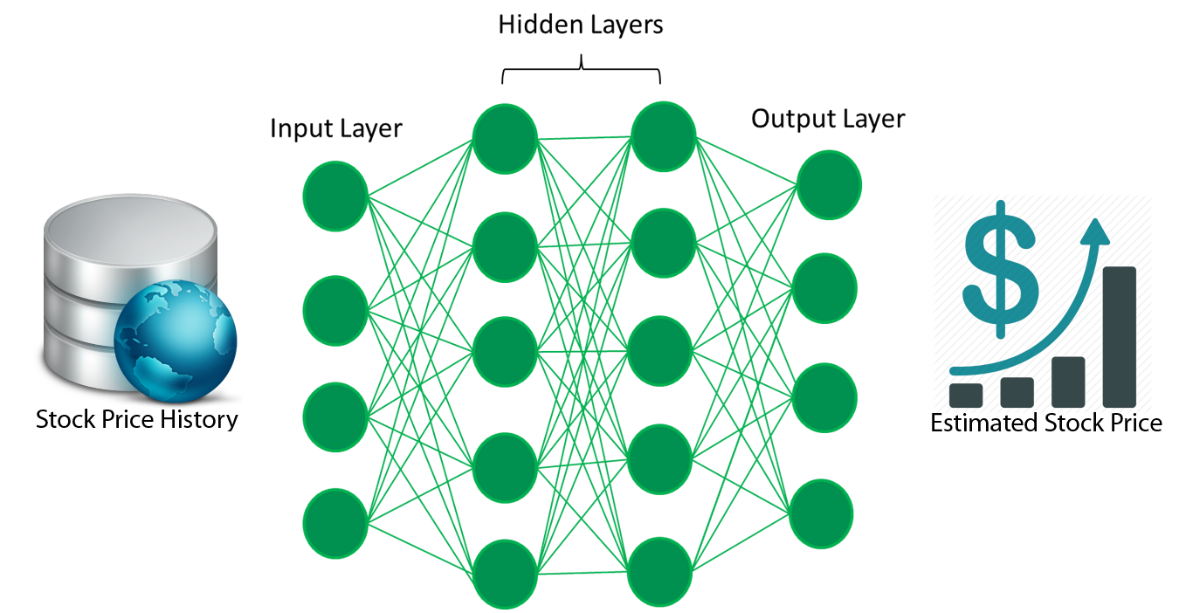 Hidden Layers
Input Layer
Output Layer
$
Stock Price History
Estimated Stock Price